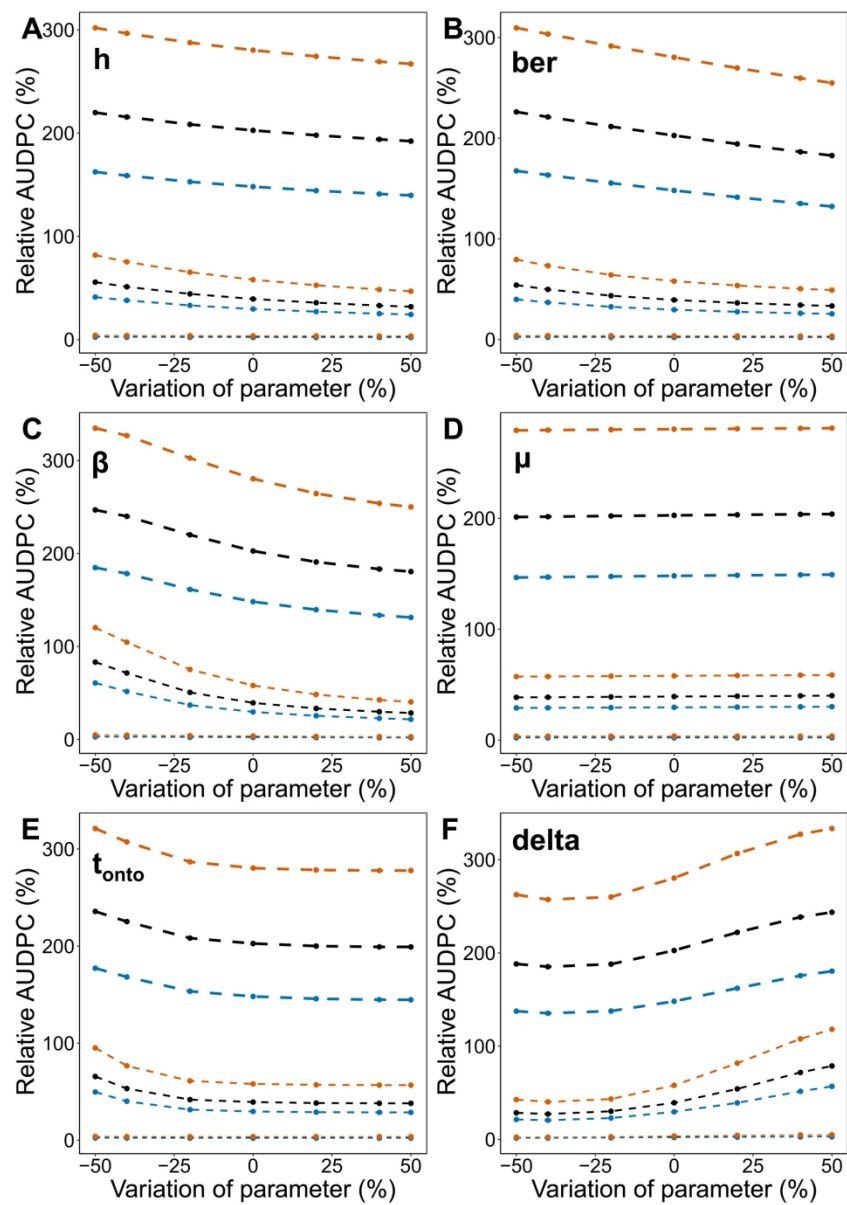 A
h
Relative AUDPC (%)
300
200
100
0
−50 −25 0 25 50
Variation of parameter (%)
B
ber
Relative AUDPC (%)
300
200
100
0
−50 −25 0 25 50
Variation of parameter (%)
C
β
Relative AUDPC (%)
300
200
100
0
−50 −25 0 25 50
Variation of parameter (%)
D
μ
Relative AUDPC (%)
200
100
0
−50 −25 0 25 50
Variation of parameter (%)
E
t_onto
Relative AUDPC (%)
300
200
100
0
−50 −25 0 25 50
Variation of parameter (%)
F
delta
Relative AUDPC (%)
300
200
100
0
−50 −25 0 25 50
Variation of parameter (%)